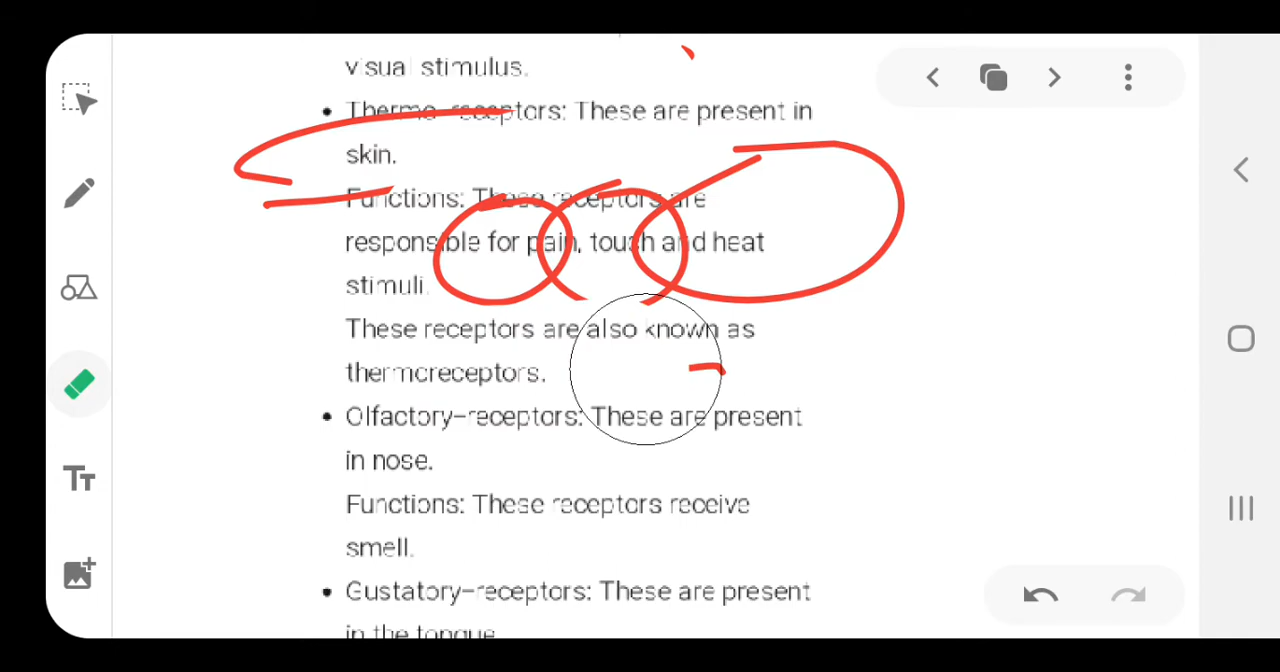 visual stimulus.
• Thermo-receptors: These are present in
skin.
Functions: These receptors are
responsible for pain, touch and heat
stimuli.
These receptors are also known as
thermoreceptors.
• Olfactory-receptors: These are present
in nose.
Functions: These receptors receive
smell.
• Gustatory-receptors: These are present
in the tongue
Tт